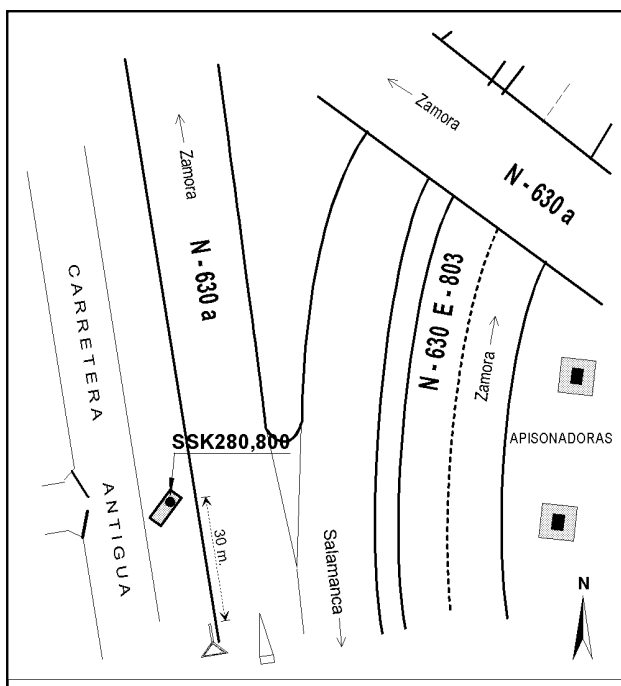 Zamora
N - 630 a
Zamora
N - 630 a
CARRETERA
ANTIGUA
N - 630 E - 803
Zamora
APISONADORAS
SSK280,800
30 m.
Salamanca
N